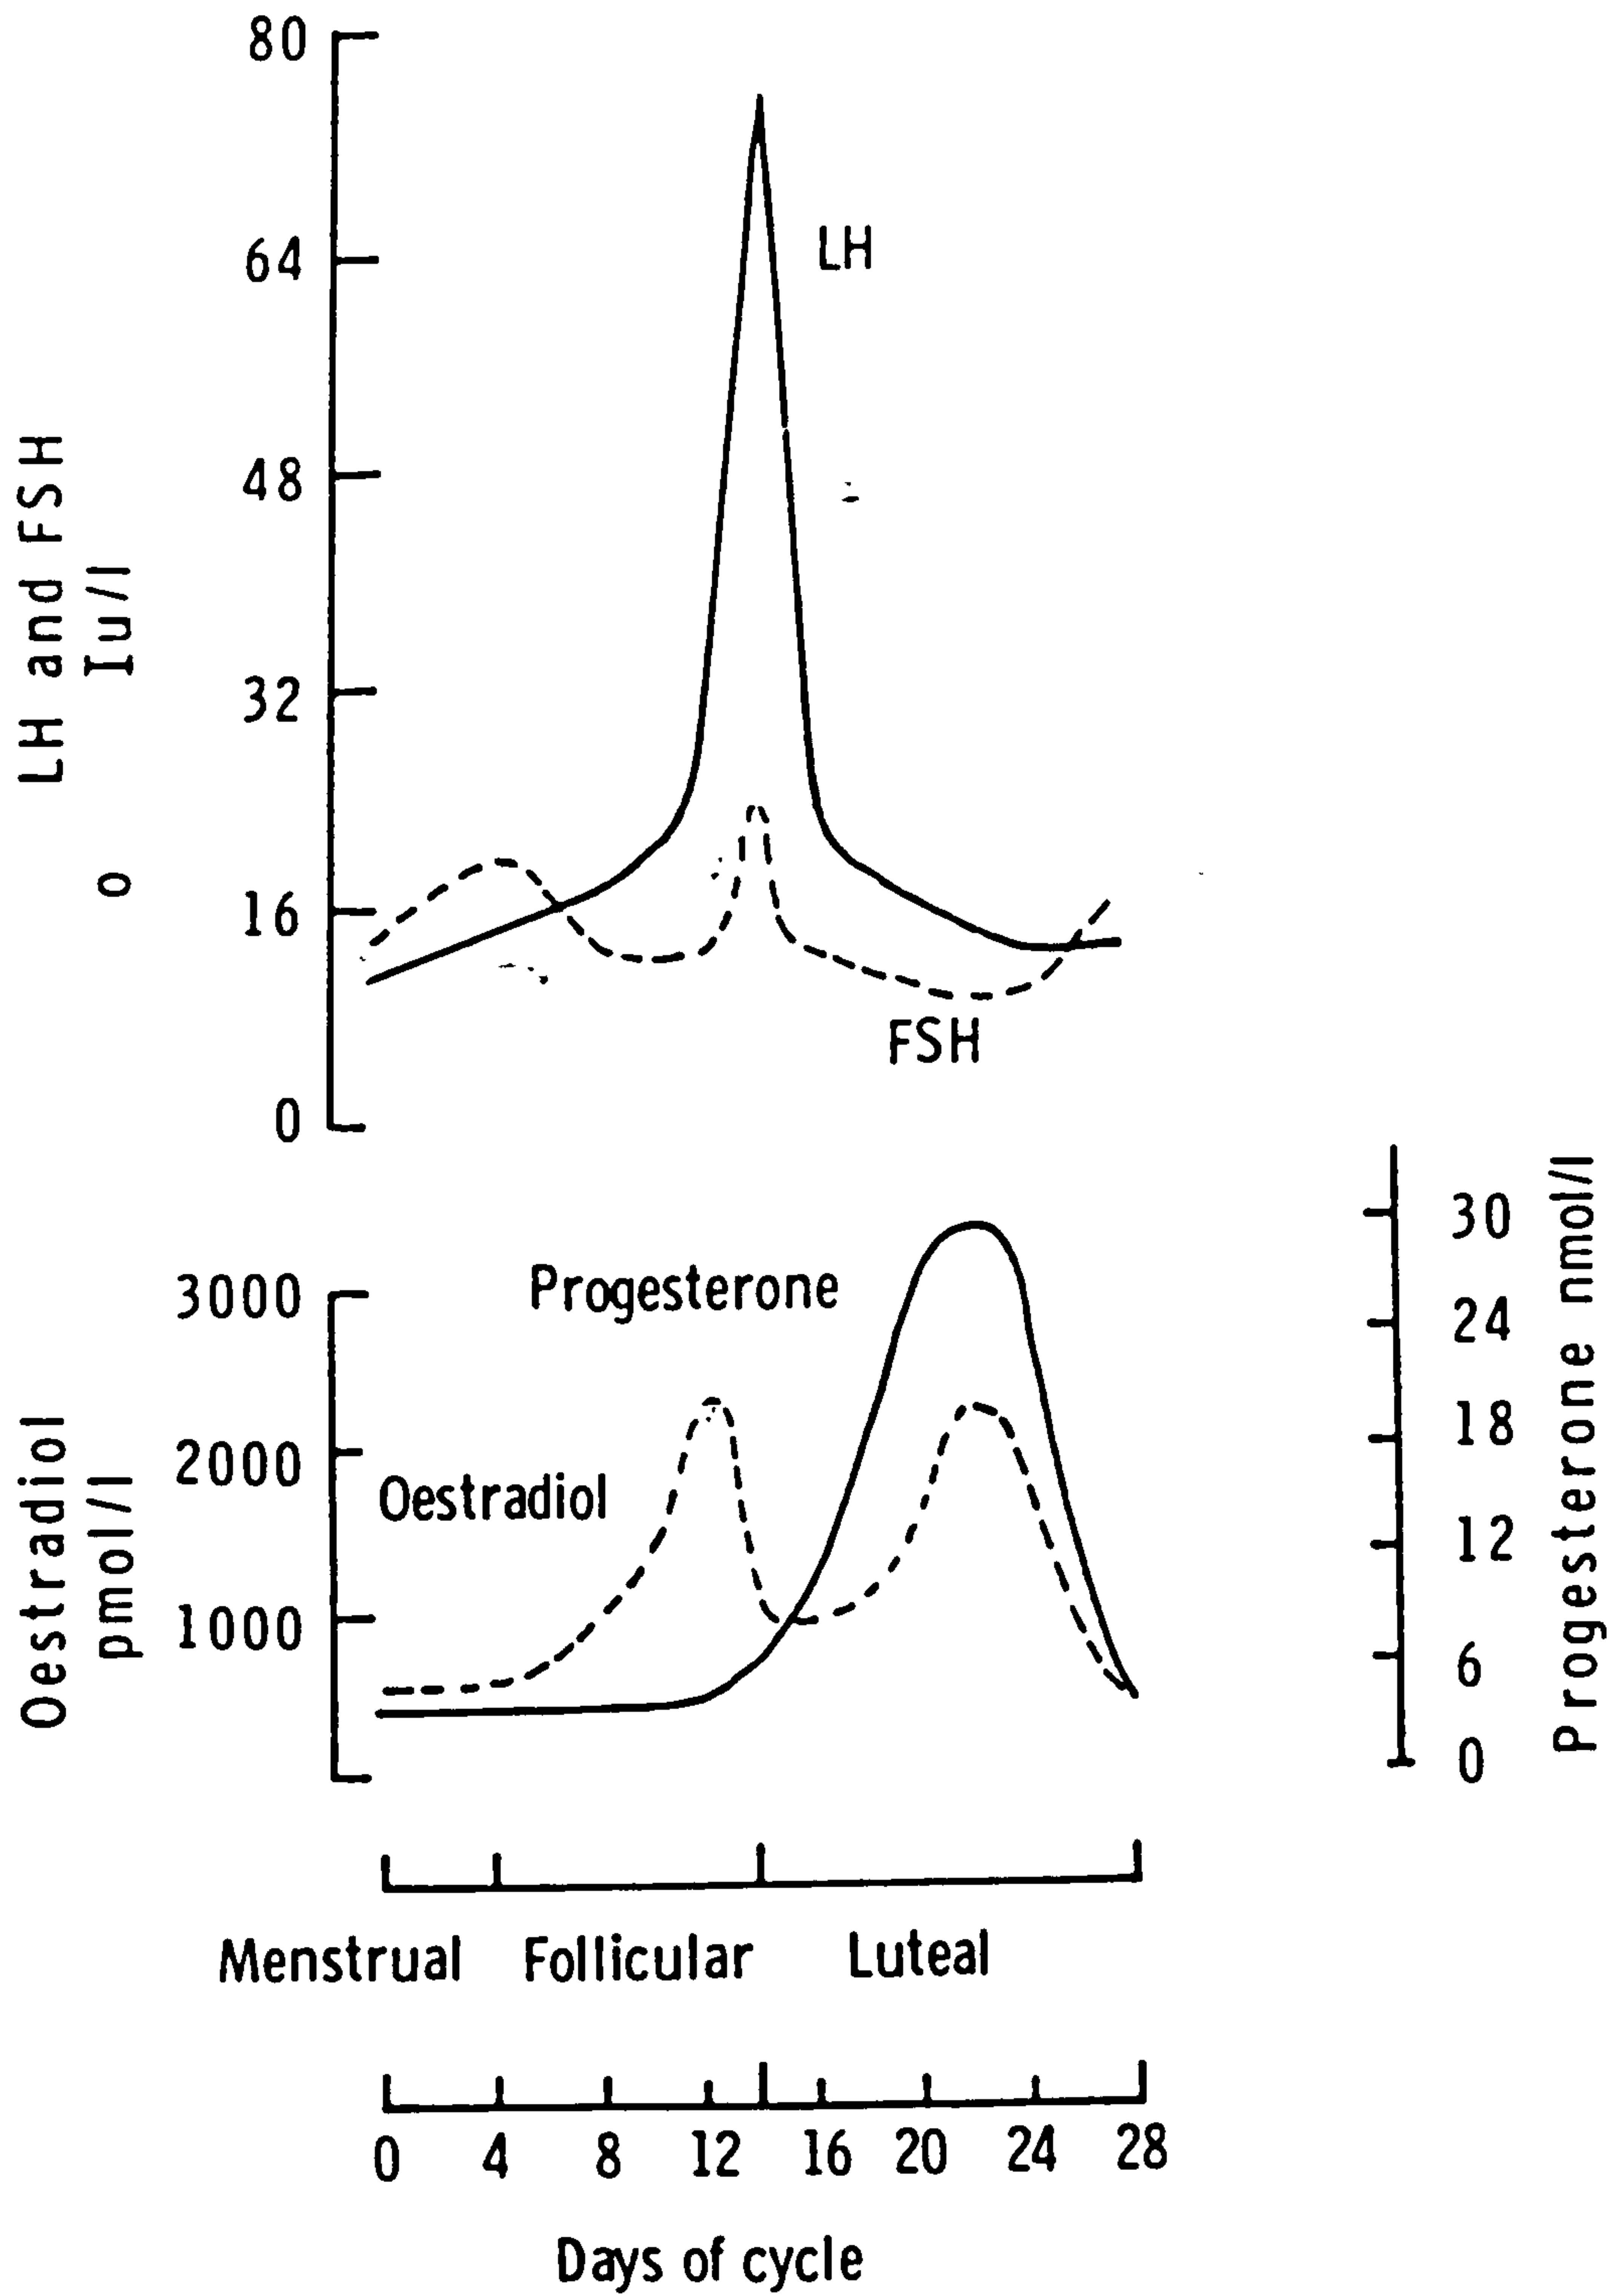 80
64
48
32
16
0
LH and FSH
Iu/l
o
LH
FSH
3000
2000
1000
Oestradiol
pmol/l
Progesterone
Oestradiol
30
24
18
12
6
0
Progesterone nmol/l
Menstrual Follicular Luteal
0 4 8 12 16 20 24 28
Days of cycle